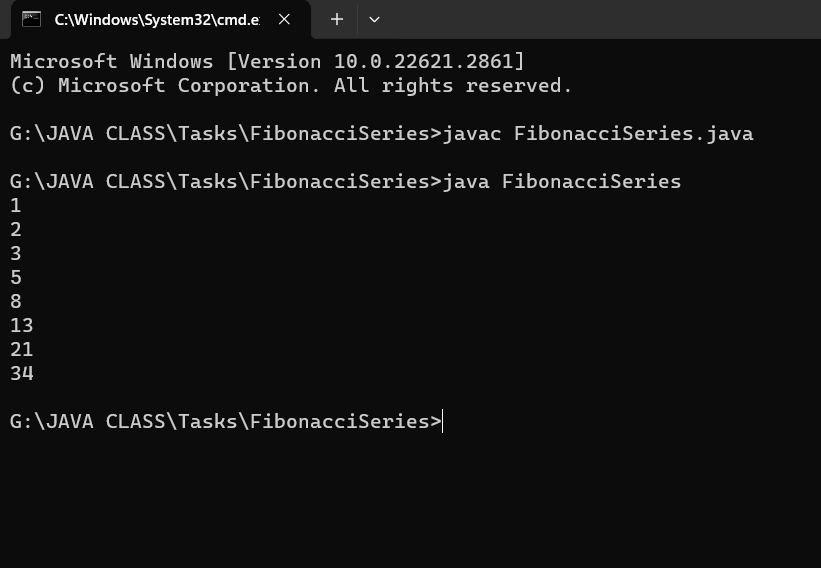 C:\Windows\System32\cmd.e
Microsoft Windows [Version 10.0.22621.2861]
(c) Microsoft Corporation. All rights reserved.
G:\JAVA CLASS\Tasks\FibonacciSeries>javac FibonacciSeries.java
G:\JAVA CLASS\Tasks\FibonacciSeries>java FibonacciSeries
1
2
3
5
8
13
21
34
G:\JAVA CLASS\Tasks\FibonacciSeries>